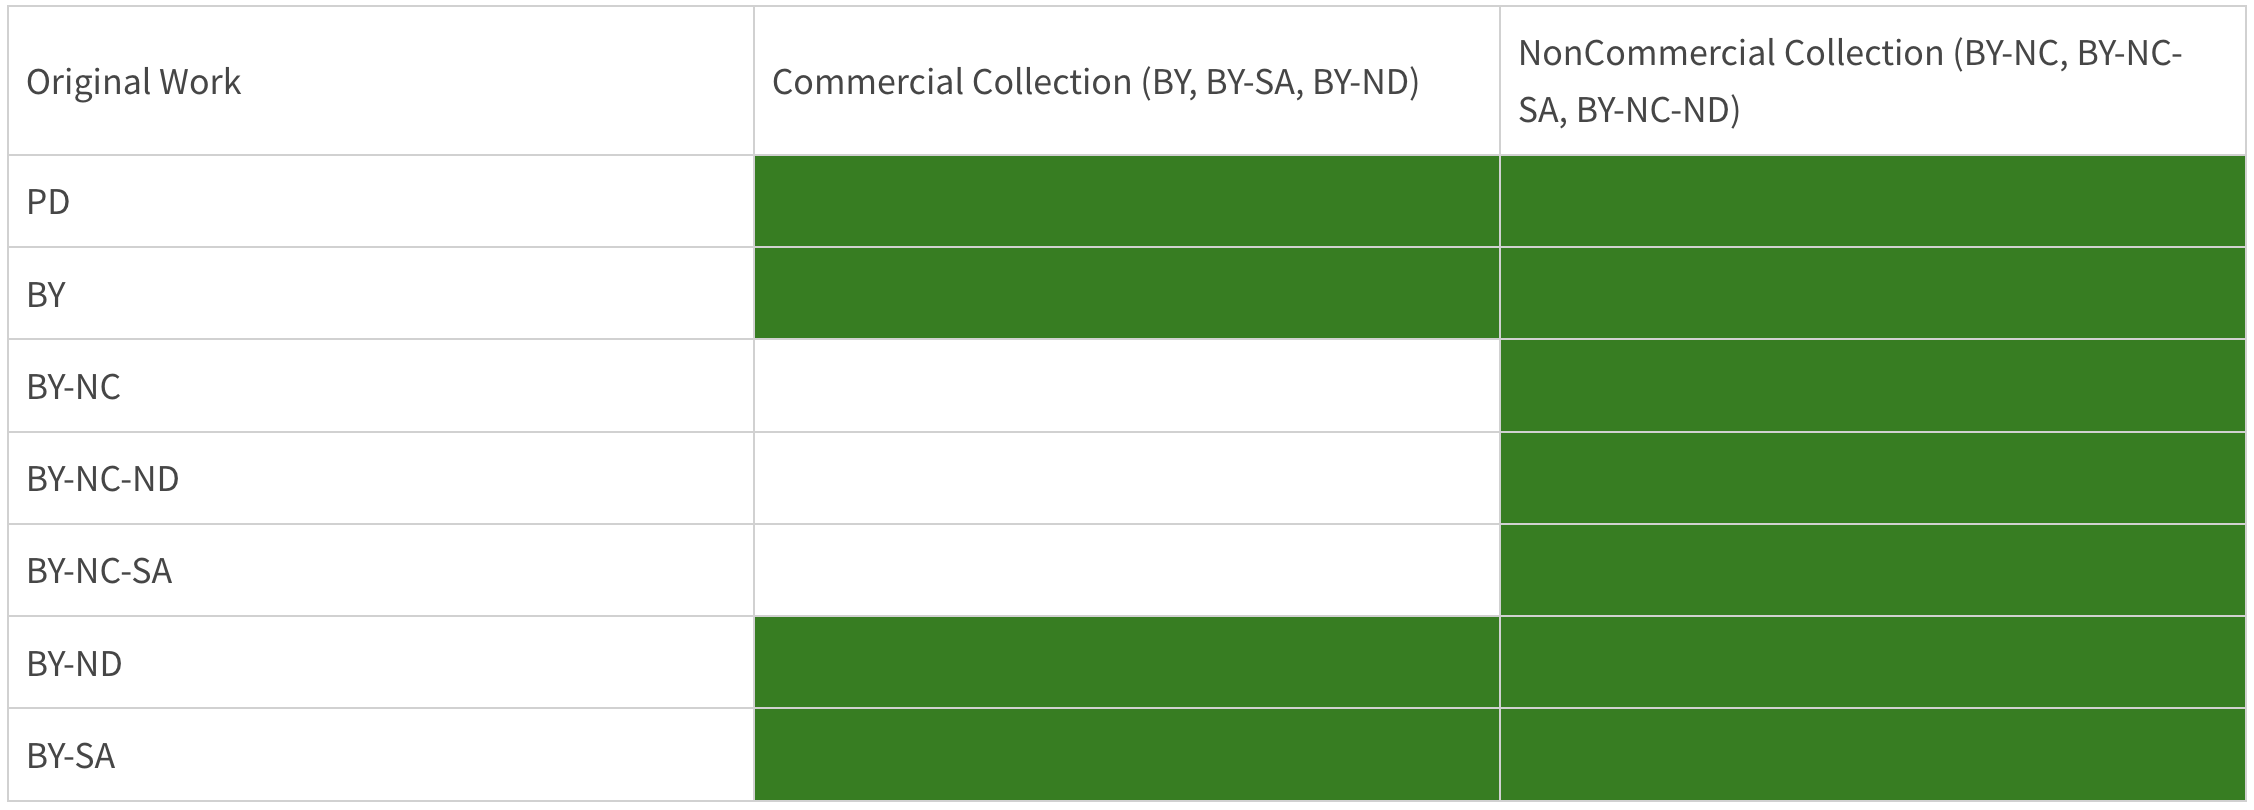 Original Work
Commercial Collection (BY, BY-SA, BY-ND)
NonCommercial Collection (BY-NC, BY-NC-
SA, BY-NC-ND)
PD
BY
BY-NC
BY-NC-ND
BY-NC-SA
BY-ND
BY-SA